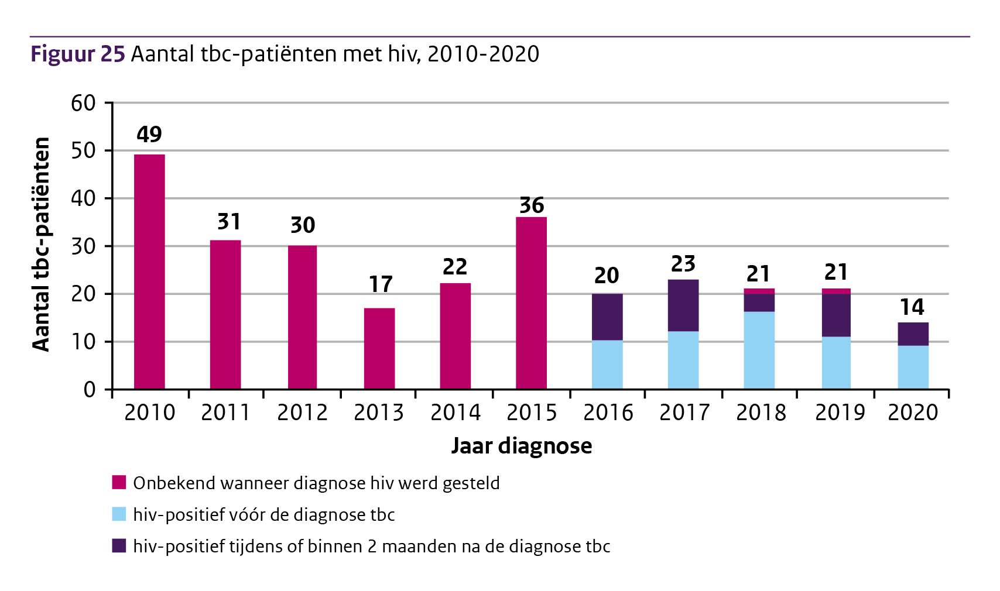 Figuur 25 Aantal tbc-patiënten met hiv, 2010-2020
60
50
40
30
20
10
0
Aantal tbc-patiënten
49
31
30
17
22
36
20
23
21
21
14
2010 2011 2012 2013 2014 2015 2016 2017 2018 2019 2020
Jaar diagnose
Onbekend wanneer diagnose hiv werd gesteld
hiv-positief vóór de diagnose tbc
hiv-positief tijdens of binnen 2 maanden na de diagnose tbc